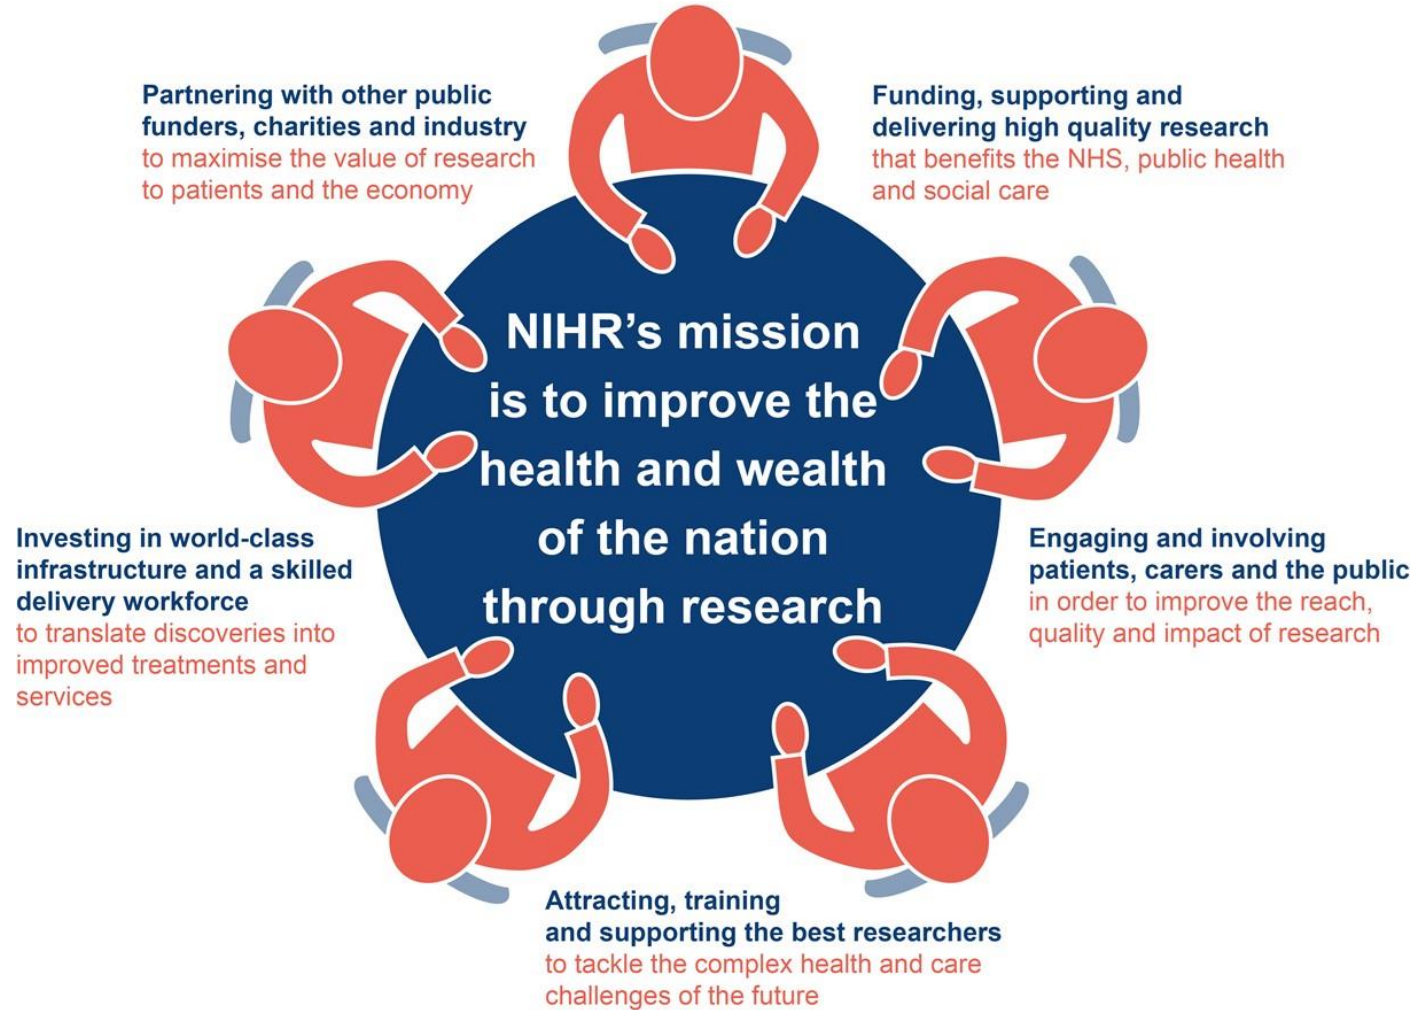 Partnering with other public
funders, charities and industry
to maximise the value of research
to patients and the economy
Funding, supporting and
delivering high quality research
that benefits the NHS, public health
and social care
NIHR's mission
is to improve the
health and wealth
of the nation
through research
Investing in world-class
infrastructure and a skilled
delivery workforce
to translate discoveries into
improved treatments and
services
Engaging and involving
patients, carers and the public
in order to improve the reach,
quality and impact of research
Attracting, training
and supporting the best researchers
to tackle the complex health and care
challenges of the future